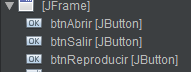 [JFrame]
OK btnAbrir [JButton]
OK btnSalir [JButton]
OK btnReproducir [JButton]